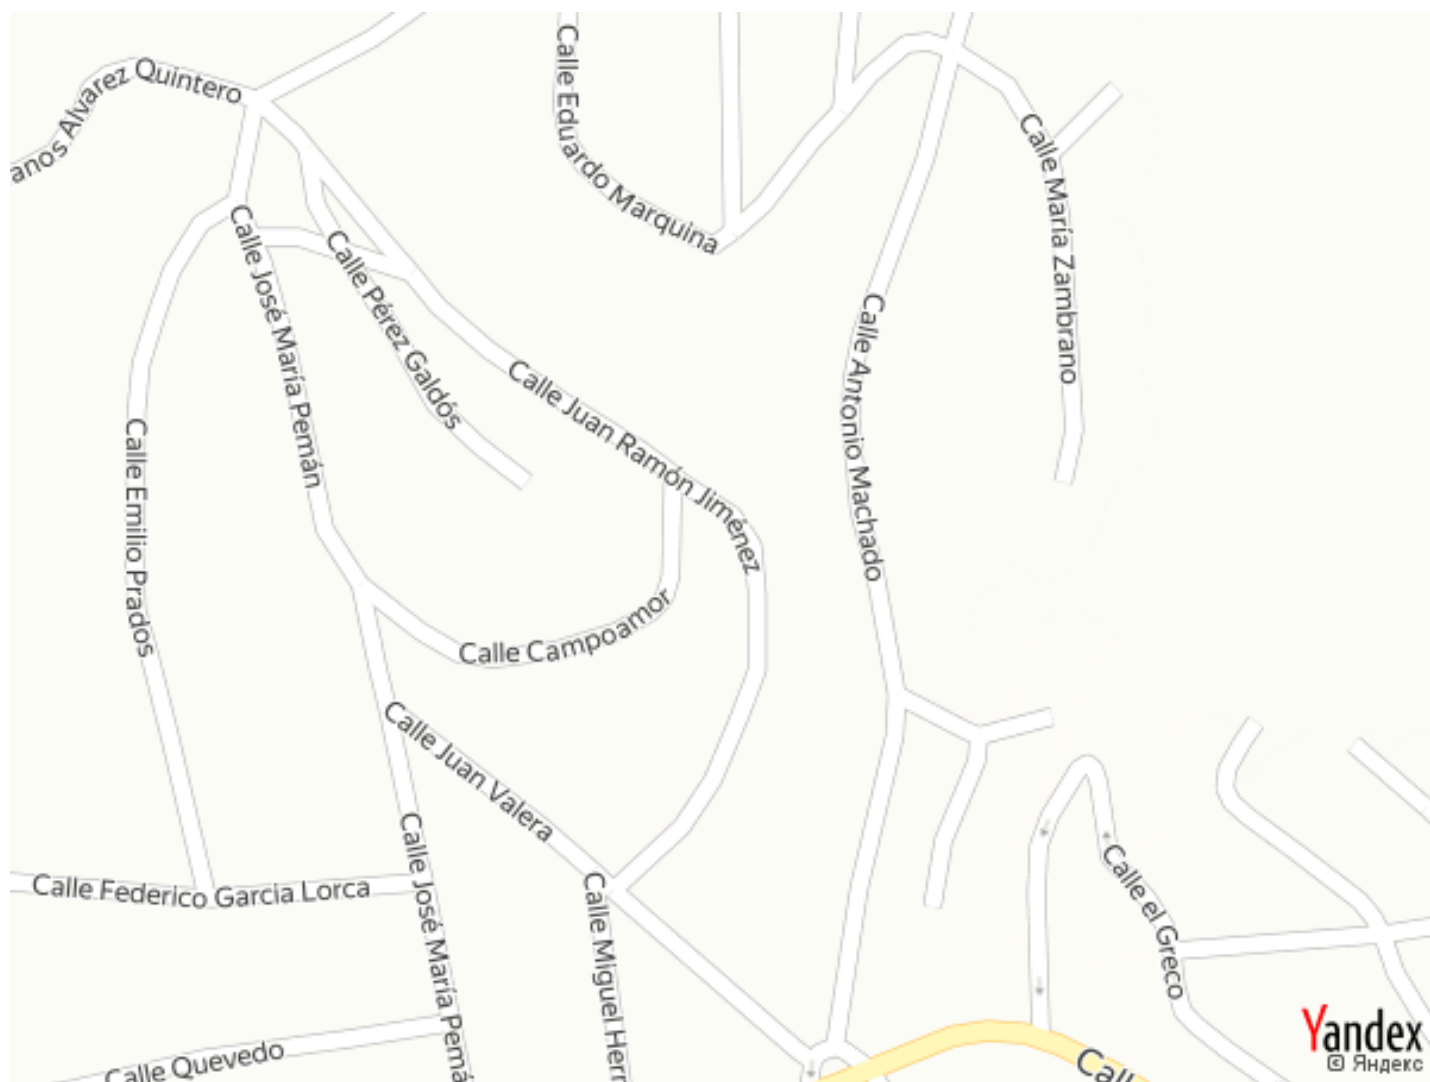 Calle Eduardo Marquina
anos Alvarez Quintero
Calle María Zambrano
Calle José María Pemán
Calle Pérez Galdós
Calle Antonio Machado
Calle Juan Ramón Jiménez
Calle Emilio Prados
Calle Campoamor
Calle Juan Valera
Calle José María Pemá
Calle el Greco
Calle Federico Garcia Lorca
Calle Miguel Herr
Calle Quevedo
Call
Yandex
© Яндекс